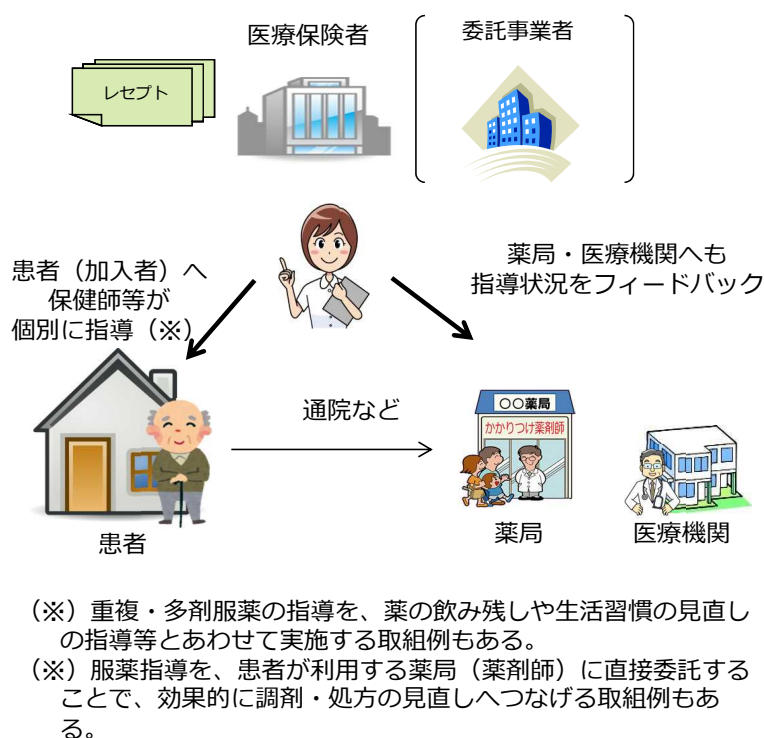 医療保険者
委託事業者
レセプト
患者（加入者）へ
保健師等が
個別に指導（※）
薬局・医療機関へも
指導状況をフィードバック
通院など
〇〇薬局
かかりつけ薬剤師
患者
薬局
医療機関
（※）重複・多剤服薬の指導を、薬の飲み残しや生活習慣の見直し
の指導等とあわせて実施する取組例もある。
（※）服薬指導を、患者が利用する薬局（薬剤師）に直接委託する
ことで、効果的に調剤・処方の見直しへつなげる取組例もあ
る。